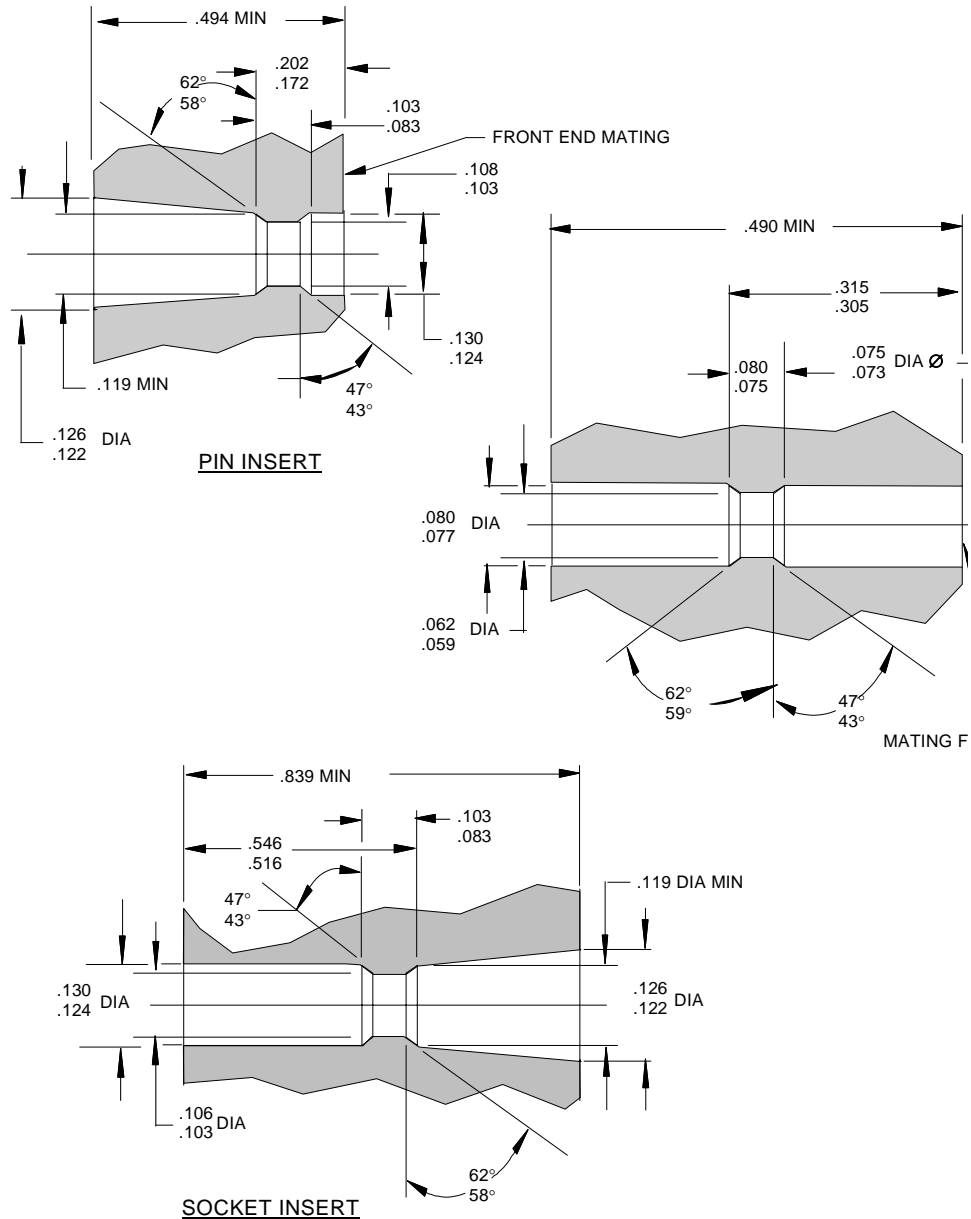 .494 MIN
.202
.172
62°
58°
.103
.083
FRONT END MATING
.108
.103
.130
.124
.119 MIN
47°
43°
.126 DIA
.122
PIN INSERT
.490 MIN
.315
.305
.080
.075
.075 DIA Ø
.073
.080 DIA
.077
.062 DIA
.059
62°
59°
47°
43°
MATING F
.839 MIN
.103
.083
.546
.516
47°
43°
.119 DIA MIN
.130 DIA
.124
.126 DIA
.122
.106 DIA
.103
62°
58°
SOCKET INSERT